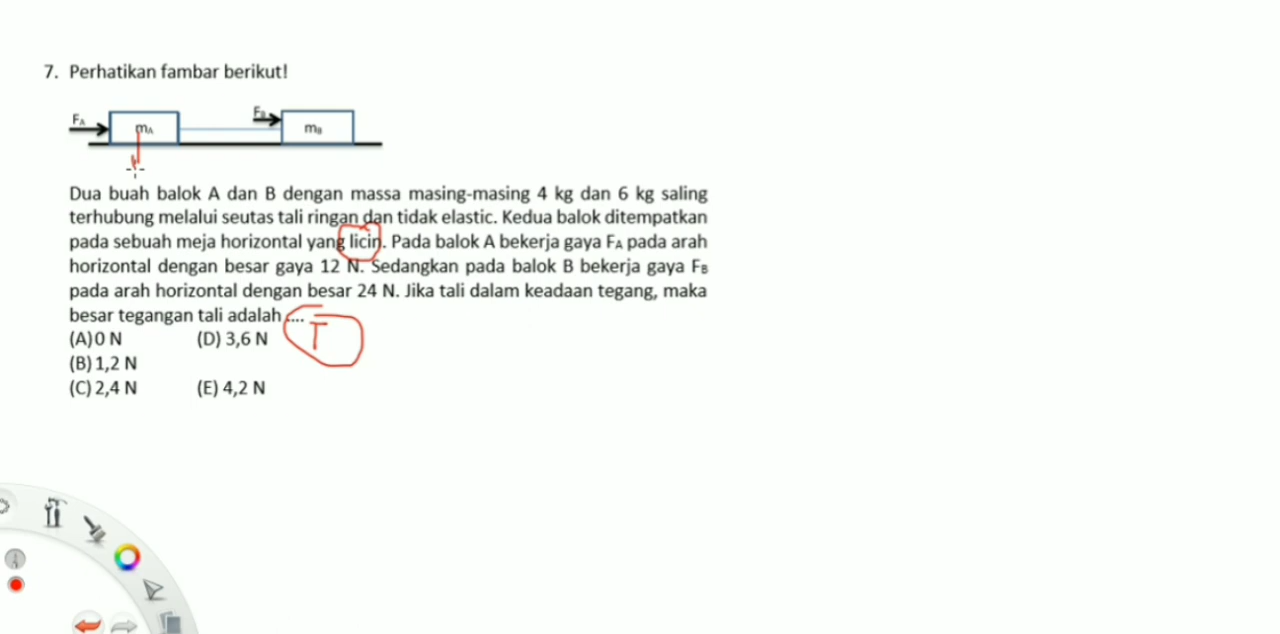 7. Perhatikan fambar berikut!
FA
mA
FB
mB
Dua buah balok A dan B dengan massa masing-masing 4 kg dan 6 kg saling
terhubung melalui seutas tali ringan dan tidak elastic. Kedua balok ditempatkan
pada sebuah meja horizontal yang licin. Pada balok A bekerja gaya FA pada arah
horizontal dengan besar gaya 12 N. Sedangkan pada balok B bekerja gaya FB
pada arah horizontal dengan besar 24 N. Jika tali dalam keadaan tegang, maka
besar tegangan tali adalah ....
T
(A) 0 N (D) 3,6 N
(B) 1,2 N
(C) 2,4 N (E) 4,2 N